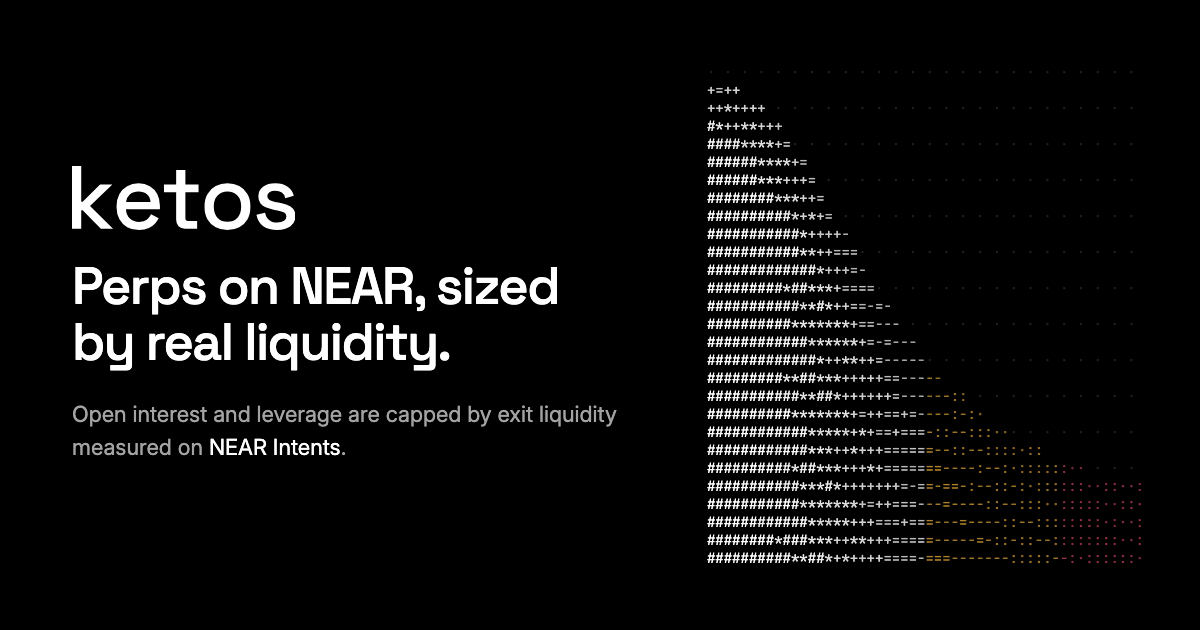 ketos
Perps on NEAR, sized
by real liquidity.
Open interest and leverage are capped by exit liquidity
measured on NEAR Intents.